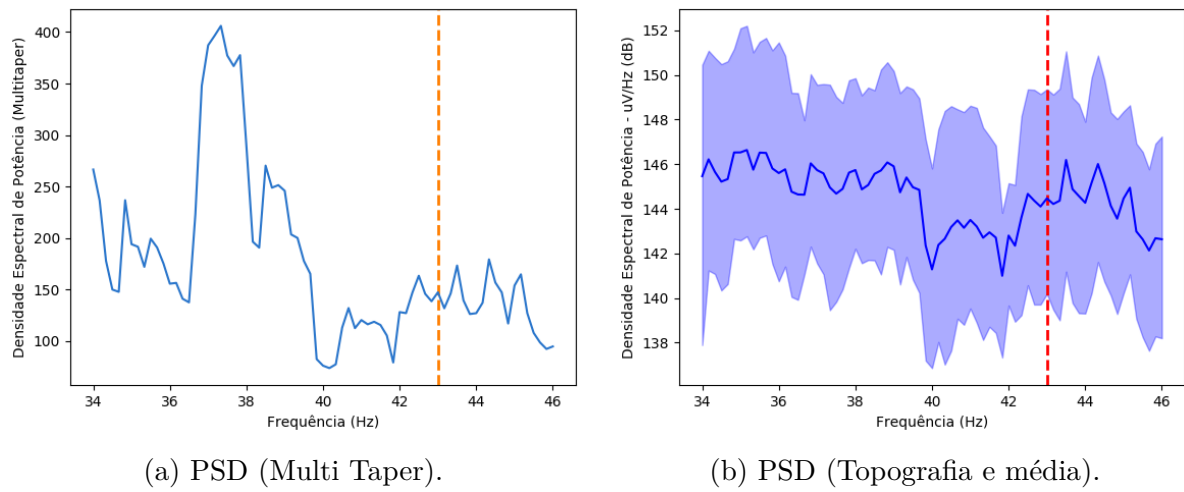 Densidade Espectral de Potência (Multitaper)
400
350
300
250
200
150
100
34 36 38 40 42 44 46
Frequência (Hz)
(a) PSD (Multi Taper).
Densidade Espectral de Potência - uV/Hz (dB)
152
150
148
146
144
142
140
138
34 36 38 40 42 44 46
Frequência (Hz)
(b) PSD (Topografia e média).